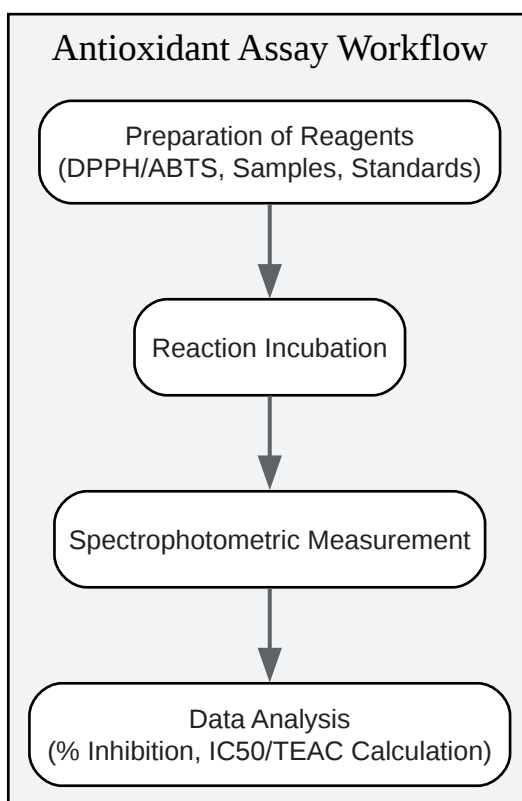 Antioxidant Assay Workflow
Preparation of Reagents
(DPPH/ABTS, Samples, Standards)
Reaction Incubation
Spectrophotometric Measurement
Data Analysis
(% Inhibition, IC50/TEAC Calculation)